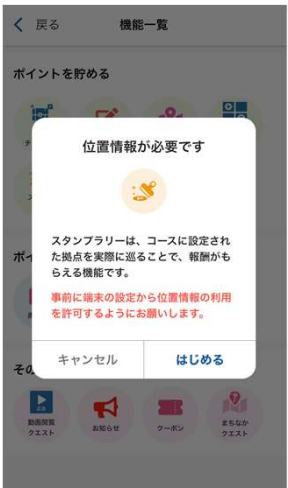 戻る
機能一覧
ポイントを貯める
位置情報が必要です
スタンプラリーは、コースに設定され
た拠点を実際に巡ることで、報酬がも
らえる機能です。
事前に端末の設定から位置情報の利用
を許可するようにお願いします。
キャンセル
はじめる
動画閲覧
クエスト
お知らせ
クーポン
まちなか
クエスト